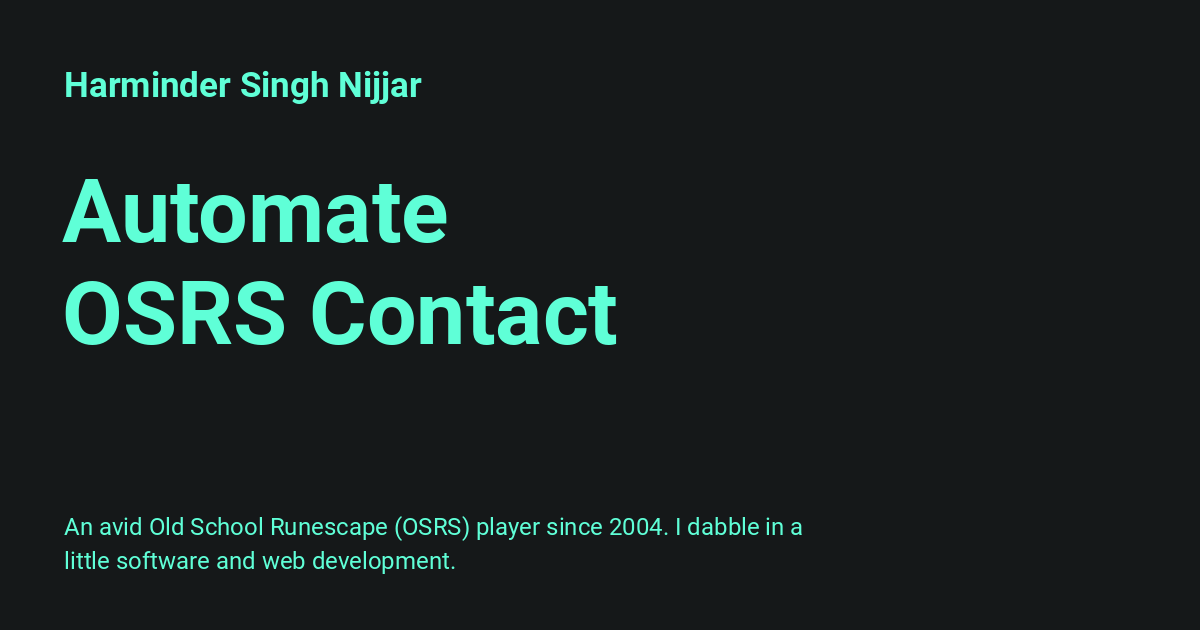 Harminder Singh Nijjar
Automate
OSRS Contact
An avid Old School Runescape (OSRS) player since 2004. I dabble in a
little software and web development.